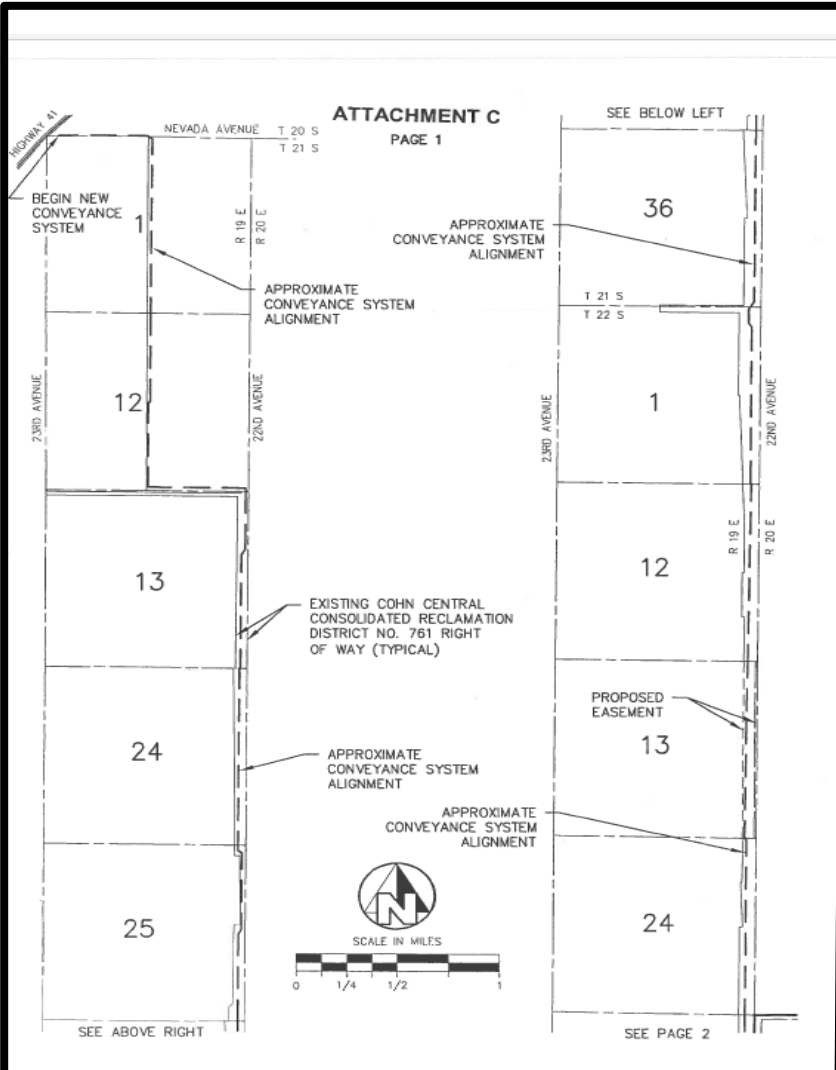 ATTACHMENT C
PAGE 1
HIGHWAY 41
NEVADA AVENUE
T 20 S
T 21 S
BEGIN NEW
CONVEYANCE
SYSTEM
1
R 19 E
R 20 E
APPROXIMATE
CONVEYANCE SYSTEM
ALIGNMENT
23RD AVENUE
12
22ND AVENUE
13
EXISTING COHN CENTRAL
CONSOLIDATED RECLAMATION
DISTRICT NO. 761 RIGHT
OF WAY (TYPICAL)
24
APPROXIMATE
CONVEYANCE SYSTEM
ALIGNMENT
25
SEE ABOVE RIGHT
N
SCALE IN MILES
0 1/4 1/2 1
SEE BELOW LEFT
36
APPROXIMATE
CONVEYANCE SYSTEM
ALIGNMENT
T 21 S
T 22 S
23RD AVENUE
1
22ND AVENUE
R 19 E
R 20 E
12
PROPOSED
EASEMENT
13
APPROXIMATE
CONVEYANCE SYSTEM
ALIGNMENT
24
SEE PAGE 2